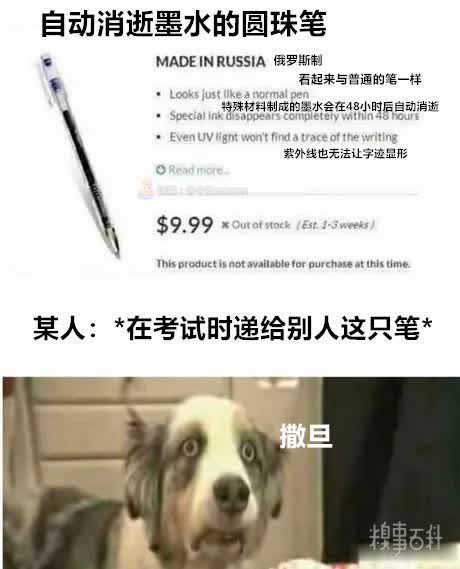 自动消逝墨水的圆珠笔
MADE IN RUSSIA 俄罗斯制
看起来与普通的笔一样
Looks just like a normal pen
特殊材料制成的墨水会在48小时后自动消逝
Special ink disappears completely within 48 hours
Even UV light won't find a trace of the writing
紫外线也无法让字迹显形
Read more...
$9.99 ✖ Out of stock (Est. 1-3 weeks)
This product is not available for purchase at this time.
某人：*在考试时递给别人这只笔*
撒旦
糗事百科